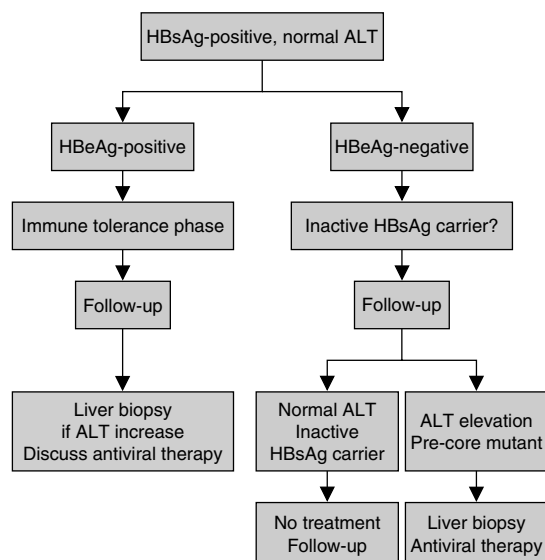 HBsAg-positive, normal ALT
HBeAg-positive
HBeAg-negative
Immune tolerance phase
Inactive HBsAg carrier?
Follow-up
Follow-up
Liver biopsy
if ALT increase
Discuss antiviral therapy
Normal ALT
Inactive
HBsAg carrier
ALT elevation
Pre-core mutant
No treatment
Follow-up
Liver biopsy
Antiviral therapy